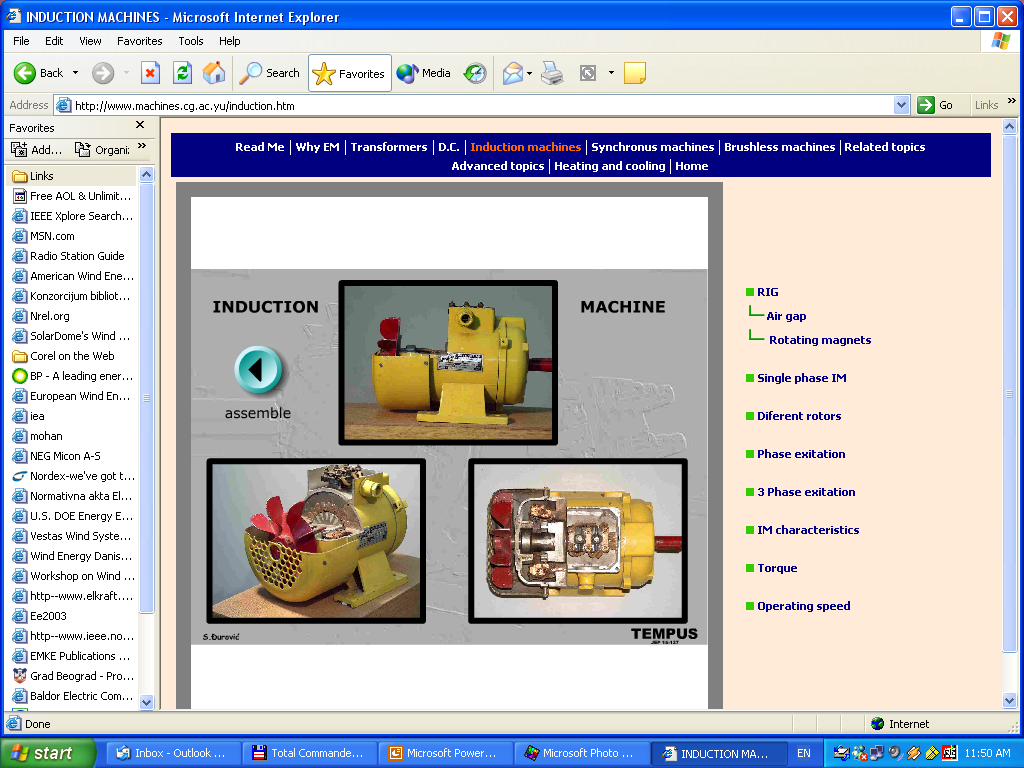 INDUCTION MACHINES - Microsoft Internet Explorer
File Edit View Favorites Tools Help
Back Search Favorites Media
Address http://www.machines.cg.ac.yu/induction.htm Go Links »
Favorites
Add... Organi: »
Read Me | Why EM | Transformers | D.C. | Induction machines | Synchronus machines | Brushless machines | Related topics
Advanced topics | Heating and cooling | Home
Links
Free AOL & Unlimit...
IEEE Xplore Search...
MSN.com
Radio Station Guide
American Wind Ene...
Konzorcijum bibliot...
Nrel.org
SolarDome's Wind ...
Corel on the Web
BP - A leading ener...
European Wind En...
iea
mohan
NEG Micon A-S
Nordex-we've got t...
Normativna akta El...
U.S. DOE Energy E...
Vestas Wind Syste...
Wind Energy Danis...
Workshop on Wind ...
http--www.elkraft....
Ee2003
http--www.ieee.no...
EMKE Publications ...
Grad Beograd - Pro...
Baldor Electric Com...
INDUCTION MACHINE
assemble
S.Đurović
TEMPUS
JEP 15-127
RIG
Air gap
Rotating magnets
Single phase IM
Diferent rotors
Phase exitation
3 Phase exitation
IM characteristics
Torque
Operating speed
Done Internet
start Inbox - Outlook ... Total Commande... Microsoft Power... Microsoft Photo ... INDUCTION MA... EN 11:50 AM